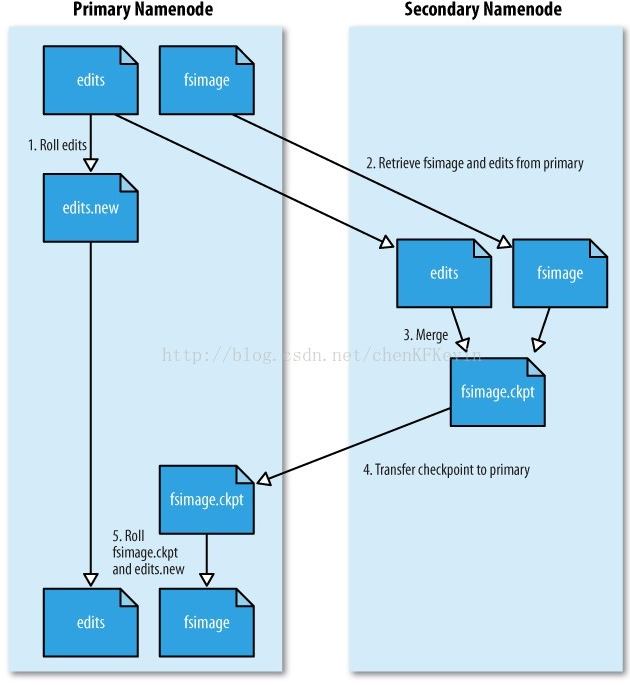 Primary Namenode
Secondary Namenode
edits
fsimage
1. Roll edits
2. Retrieve fsimage and edits from primary
edits.new
edits
fsimage
3. Merge
http://blog.csdn.net/chenKFKevin
fsimage.ckpt
4. Transfer checkpoint to primary
fsimage.ckpt
5. Roll
fsimage.ckpt
and edits.new
edits
fsimage